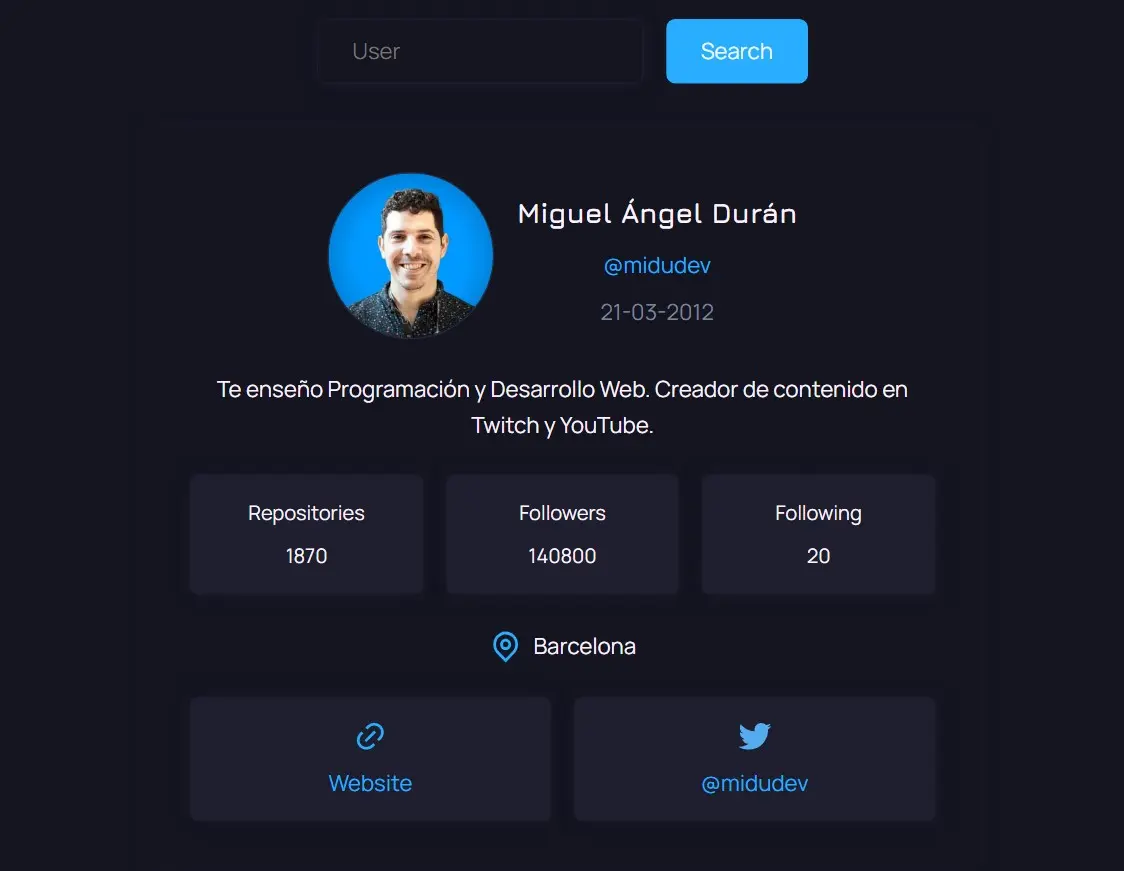 User
Search
Miguel Ángel Durán
@midudev
21-03-2012
Te enseño Programación y Desarrollo Web. Creador de contenido en
Twitch y YouTube.
Repositories
1870
Followers
140800
Following
20
Barcelona
Website
@midudev